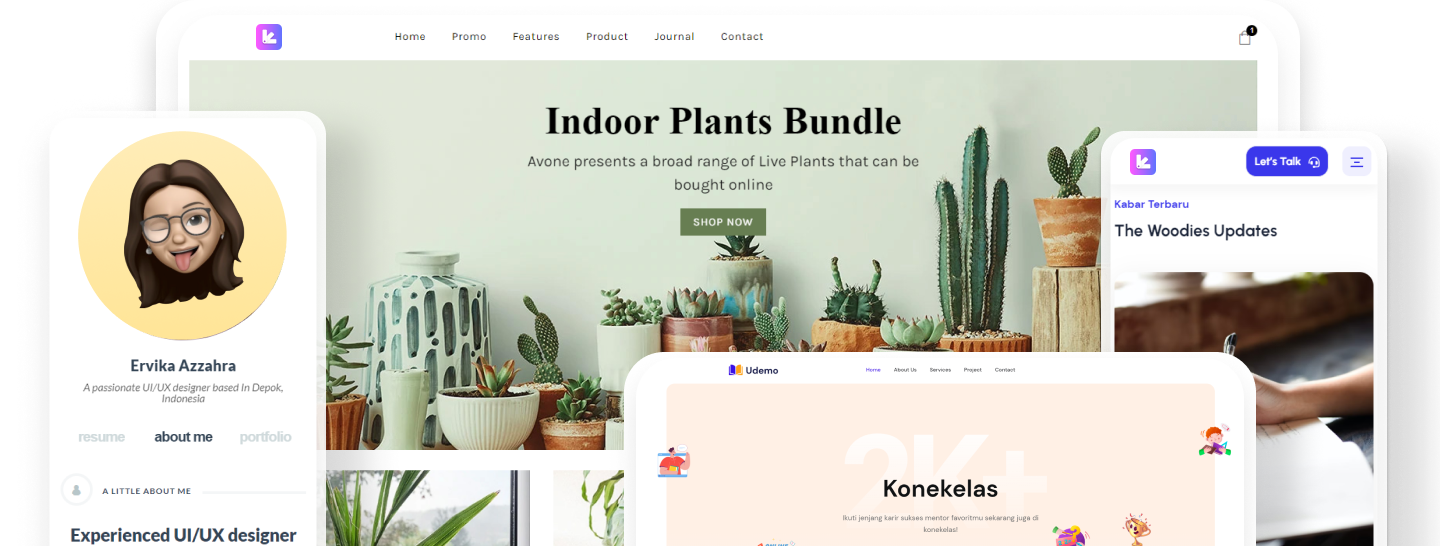 Home Promo Features Product Journal Contact
1
Indoor Plants Bundle
Avone presents a broad range of Live Plants that can be
bought online
SHOP NOW
Ervika Azzahra
A passionate UI/UX designer based In Depok,
Indonesia
resume about me portfolio
A LITTLE ABOUT ME
Experienced UI/UX designer
Let's Talk
Kabar Terbaru
The Woodies Updates
Udemo
Home About Us Services Project Contact
2K+
Konekelas
Ikuti jenjang karir sukses mentor favoritmu sekarang juga di
konekelas!
ONLINE